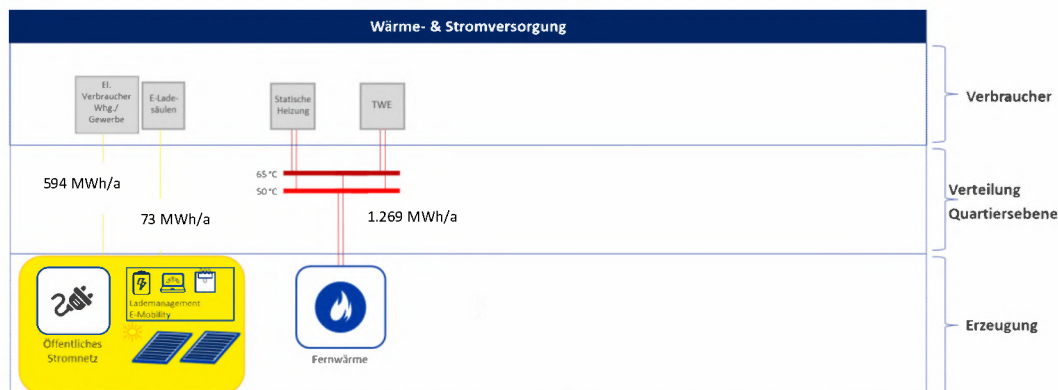 Wärme- & Stromversorgung
El.
Verbraucher
Whg./
Gewerbe
E-Lade-
säulen
Statische
Heizung
TWE
Verbraucher
65 °C
50 °C
594 MWh/a
73 MWh/a
1.269 MWh/a
Verteilung
Quartiersebene
Lademanagement
E-Mobility
Öffentliches
Stromnetz
Fernwärme
Erzeugung